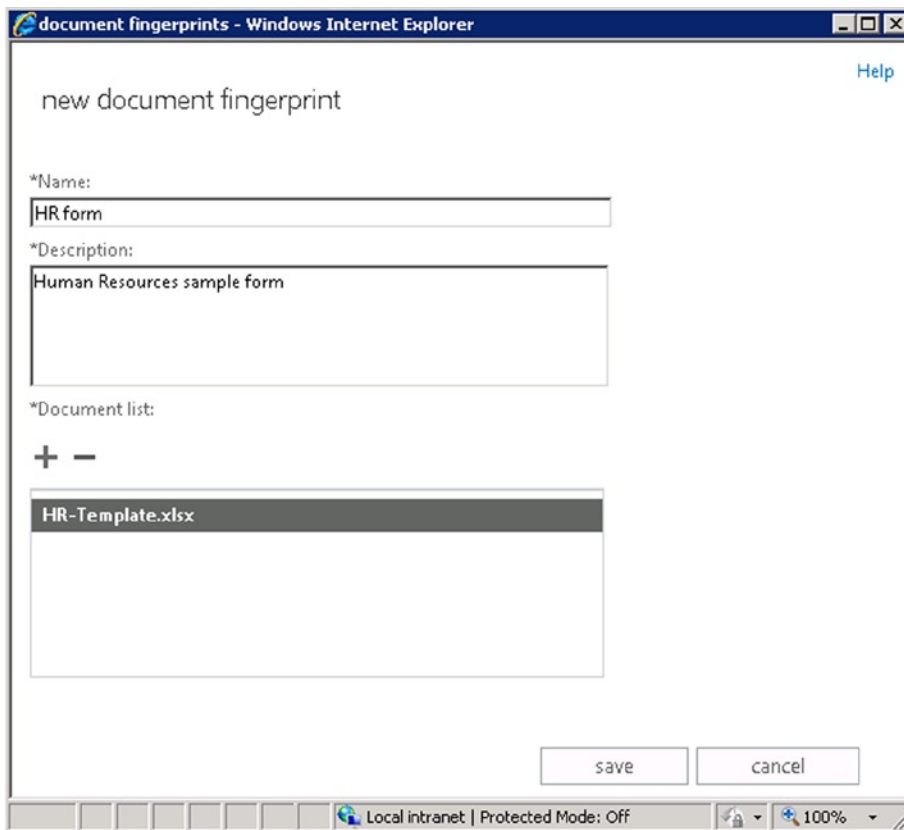 document fingerprints - Windows Internet Explorer
Help
new document fingerprint
*Name:
HR form
*Description:
Human Resources sample form
*Document list:
HR-Template.xlsx
save
cancel
Local intranet | Protected Mode: Off
100%